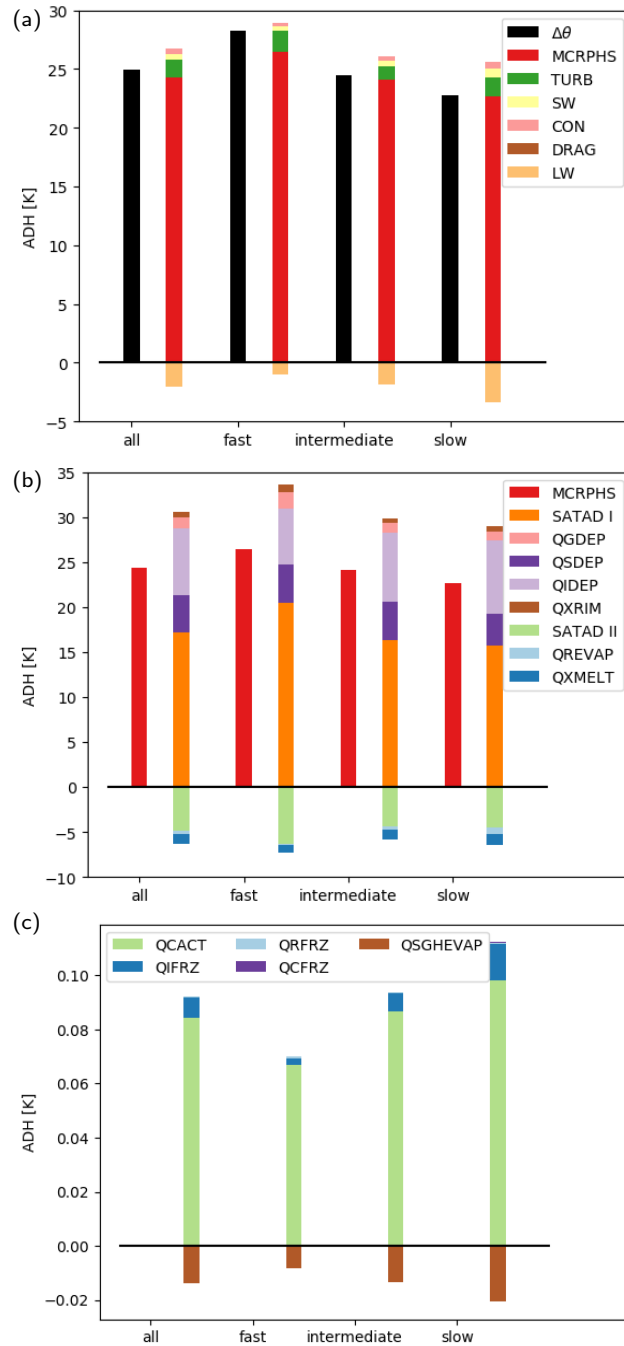 (a)
30
25
20
15
10
5
0
−5
ADH [K]
Δθ
MCRPHS
TURB
SW
CON
DRAG
LW
all fast intermediate slow
(b)
35
30
25
20
15
10
5
0
−5
−10
ADH [K]
MCRPHS
SATAD I
QGDEP
QSDEP
QIDEP
QXRIM
SATAD II
QREVAP
QXMELT
all fast intermediate slow
(c)
QCACT QRFRZ QSGHEVAP
QIFRZ QCFRZ
0.10
0.08
0.06
0.04
0.02
0.00
−0.02
ADH [K]
all fast intermediate slow